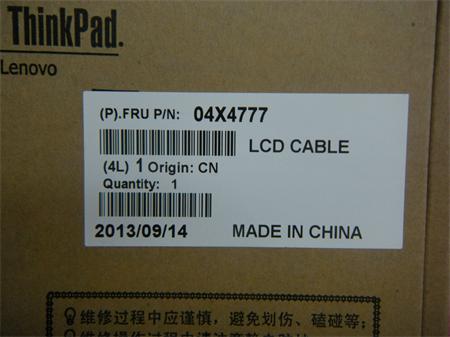 ThinkPad.
Lenovo
(P).FRU P/N: 04X4777
LCD CABLE
(4L) 1 Origin: CN
Quantity: 1
2013/09/14 MADE IN CHINA
维修过程中应谨慎，避免划伤、磕碰等；